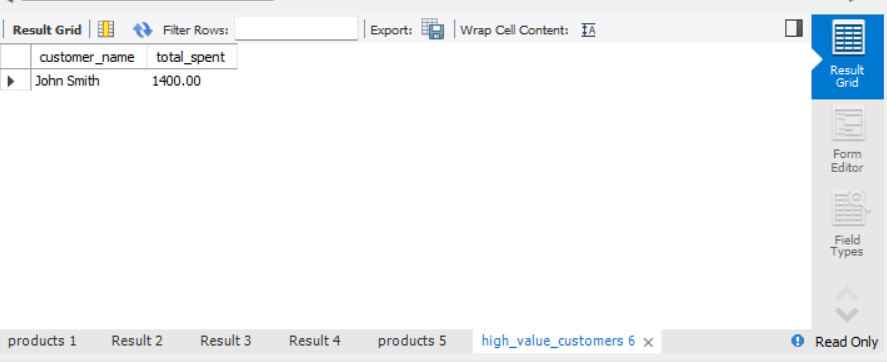 Result Grid Filter Rows: Export: Wrap Cell Content: IA
customer_name total_spent
John Smith 1400.00
Result
Grid
Form
Editor
Field
Types
products 1 Result 2 Result 3 Result 4 products 5 high_value_customers 6 × Read Only